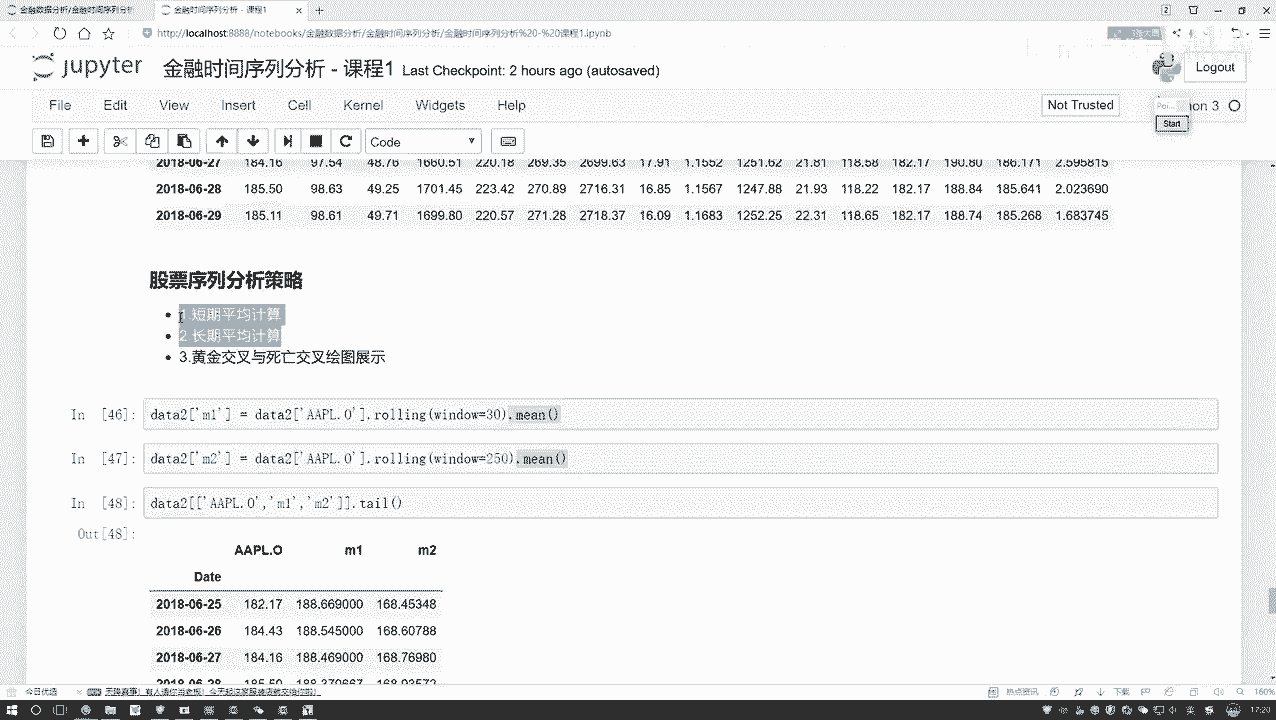 金融数据分析/金融时间序列分析
金融时间序列分析 - 课程1
2
http://localhost:8888/notebooks/金融数据分析/金融时间序列分析/金融时间序列分析%20-%20课程1.ipynb
jupyter 金融时间序列分析 - 课程1 Last Checkpoint: 2 hours ago (autosaved)
Logout
File Edit View Insert Cell Kernel Widgets Help
Not Trusted
on 3
Start
Code
2018-06-27 184.16 97.54 48.76 1660.51 220.18 269.35 2699.63 17.91 1.1552 1251.62 21.81 118.58 182.17 190.80 186.171 2.595815
2018-06-28 185.50 98.63 49.25 1701.45 223.42 270.89 2716.31 16.85 1.1567 1247.88 21.93 118.22 182.17 188.84 185.641 2.023690
2018-06-29 185.11 98.61 49.71 1699.80 220.57 271.28 2718.37 16.09 1.1683 1252.25 22.31 118.65 182.17 188.74 185.268 1.683745
股票序列分析策略
1.短期平均计算
2.长期平均计算
3.黄金交叉与死亡交叉绘图展示
In [46]: data2['m1'] = data2['AAPL.O'].rolling(window=30).mean()
In [47]: data2['m2'] = data2['AAPL.O'].rolling(window=250).mean()
In [48]: data2[['AAPL.O','m1','m2']].tail()
Out[48]:
AAPL.O m1 m2
Date
2018-06-25 182.17 188.669000 168.45348
2018-06-26 184.43 188.545000 168.60788
2018-06-27 184.16 188.469000 168.76980
2018-06-28 185.50 188.370667 168.93572
今日优选
热点资讯
下载
160%
17:20